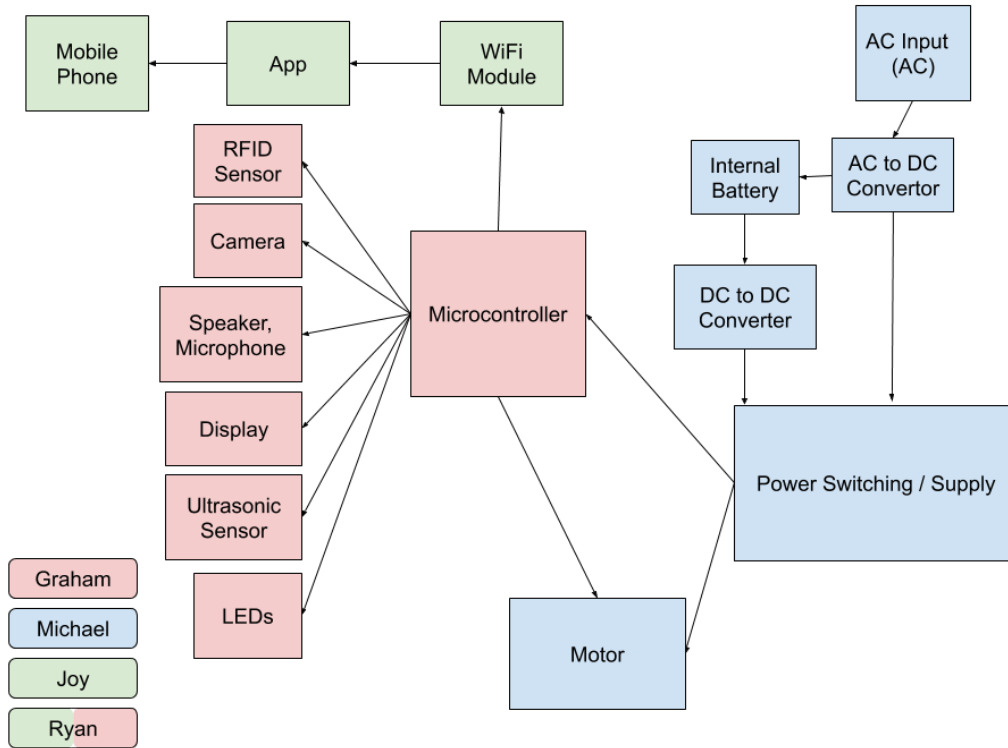 Mobile
Phone
App
WiFi
Module
AC Input
(AC)
RFID
Sensor
Internal
Battery
AC to DC
Convertor
Camera
Microcontroller
DC to DC
Converter
Speaker,
Microphone
Display
Power Switching / Supply
Ultrasonic
Sensor
LEDs
Motor
Graham
Michael
Joy
Ryan